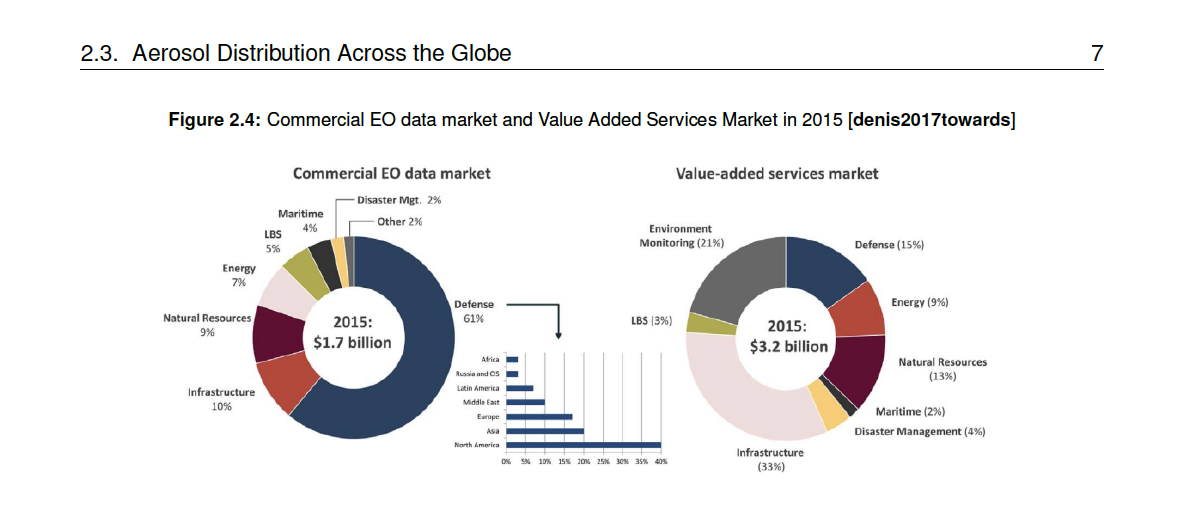 2.3. Aerosol Distribution Across the Globe 7
Figure 2.4: Commercial EO data market and Value Added Services Market in 2015 [denis2017towards]
Commercial EO data market
Disaster Mgt. 2%
Other 2%
Maritime
4%
LBS
5%
Energy
7%
Natural Resources
9%
Infrastructure
10%
2015:
$1.7 billion
Defense
61%
Africa
Russia and CIS
Latin America
Middle East
Europe
Asia
North America
0% 5% 10% 15% 20% 25% 30% 35% 40%
Value-added services market
Environment
Monitoring (21%)
Defense (15%)
LBS (3%)
Energy (9%)
2015:
$3.2 billion
Natural Resources
(13%)
Maritime (2%)
Disaster Management (4%)
Infrastructure
(33%)